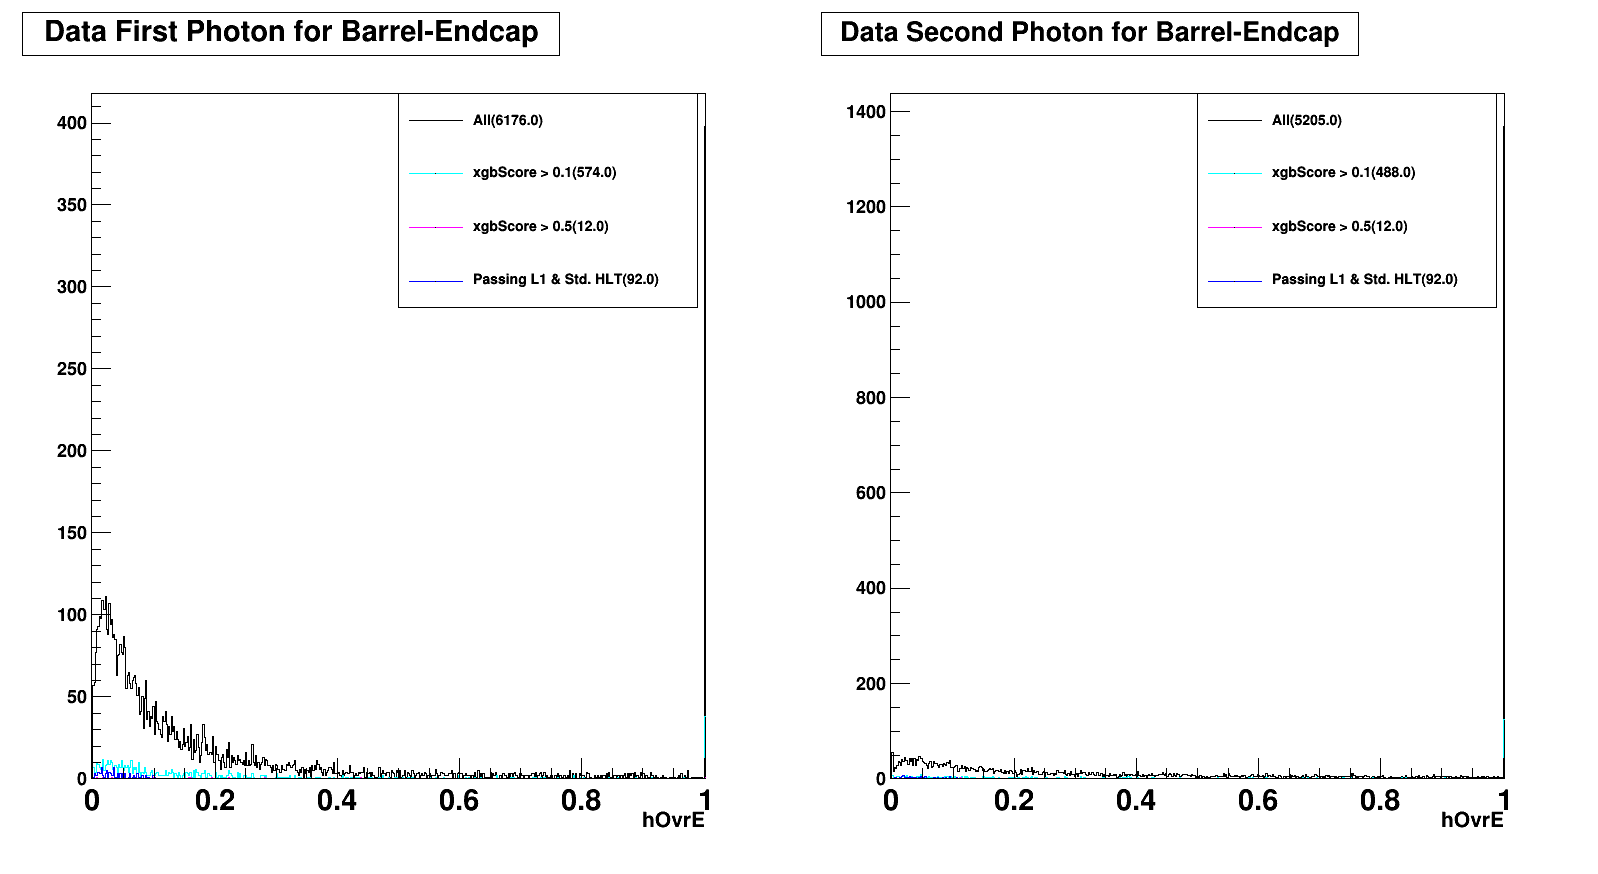 Data First Photon for Barrel-Endcap
All(6176.0)
xgbScore > 0.1(574.0)
xgbScore > 0.5(12.0)
Passing L1 & Std. HLT(92.0)
400
350
300
250
200
150
100
50
0
0 0.2 0.4 0.6 0.8 1
hOvrE
Data Second Photon for Barrel-Endcap
All(5205.0)
xgbScore > 0.1(488.0)
xgbScore > 0.5(12.0)
Passing L1 & Std. HLT(92.0)
1400
1200
1000
800
600
400
200
0
0 0.2 0.4 0.6 0.8 1
hOvrE